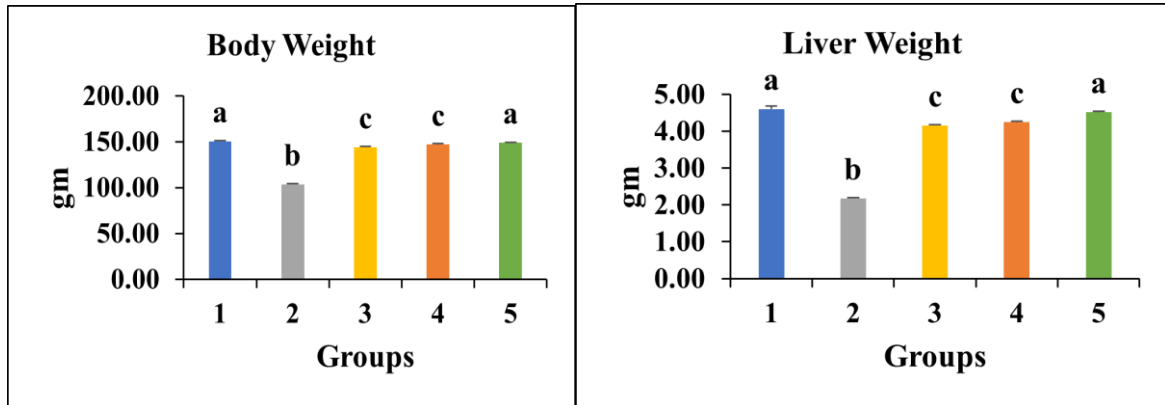 Body Weight
200.00
150.00
100.00
50.00
0.00
gm
a
b
c
c
a
1 2 3 4 5
Groups
Liver Weight
5.00
4.00
3.00
2.00
1.00
0.00
gm
a
b
c
c
a
1 2 3 4 5
Groups